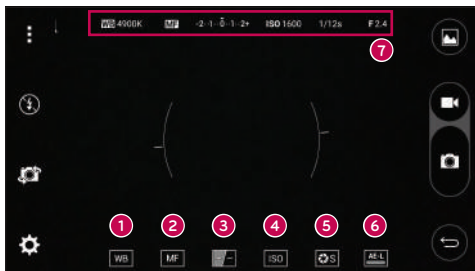 WB 4900K MF -2··1··0··1··2+ ISO 1600 1/12s F 2.4
7
1 2 3 4 5 6
WB MF ISO S AE-L